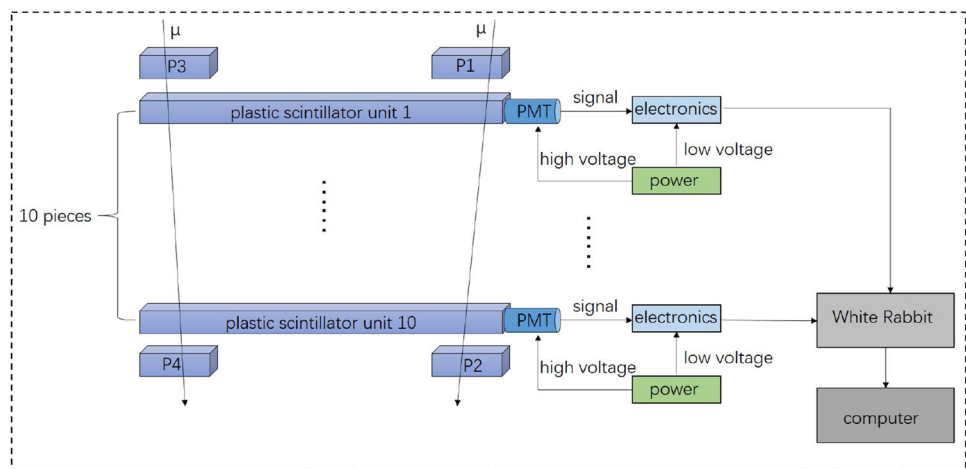 μ
μ
P3
P1
plastic scintillator unit 1
PMT
signal
electronics
high voltage
low voltage
power
10 pieces
plastic scintillator unit 10
PMT
signal
electronics
White Rabbit
P4
P2
high voltage
low voltage
power
computer